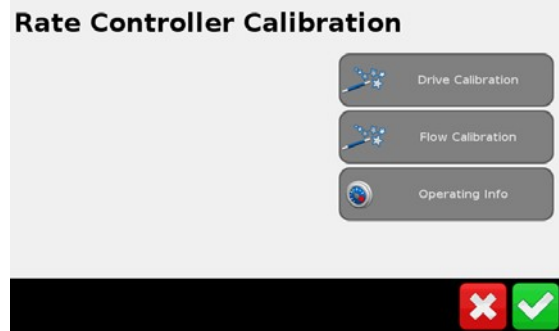 Rate Controller Calibration
Drive Calibration
Flow Calibration
Operating Info